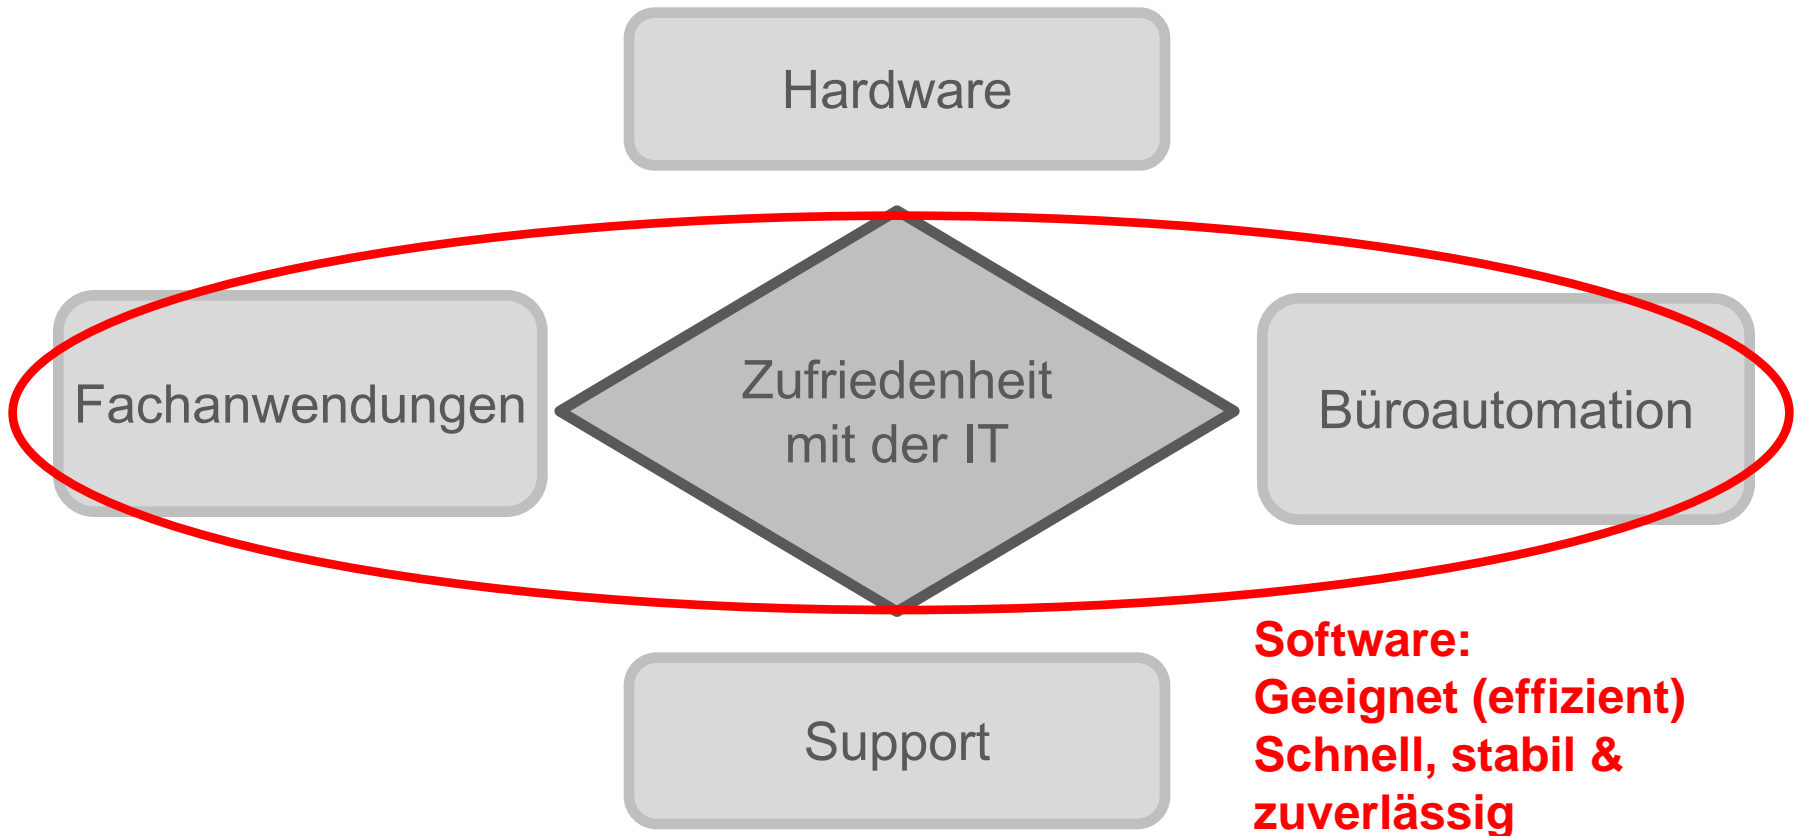 Hardware
Fachanwendungen
Zufriedenheit
mit der IT
Büroautomation
Support
Software:
Geeignet (effizient)
Schnell, stabil &
zuverlässig